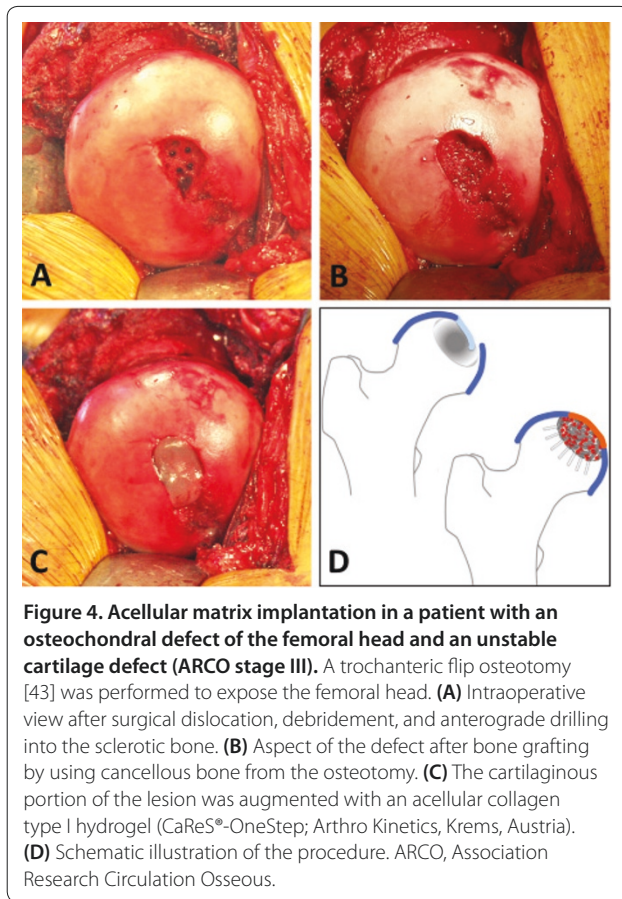 A
B
C
D
Figure 4. Acellular matrix implantation in a patient with an
osteochondral defect of the femoral head and an unstable
cartilage defect (ARCO stage III). A trochanteric flip osteotomy
[43] was performed to expose the femoral head. (A) Intraoperative
view after surgical dislocation, debridement, and anterograde drilling
into the sclerotic bone. (B) Aspect of the defect after bone grafting
by using cancellous bone from the osteotomy. (C) The cartilaginous
portion of the lesion was augmented with an acellular collagen
type I hydrogel (CaReS®-OneStep; Arthro Kinetics, Krems, Austria).
(D) Schematic illustration of the procedure. ARCO, Association
Research Circulation Osseous.